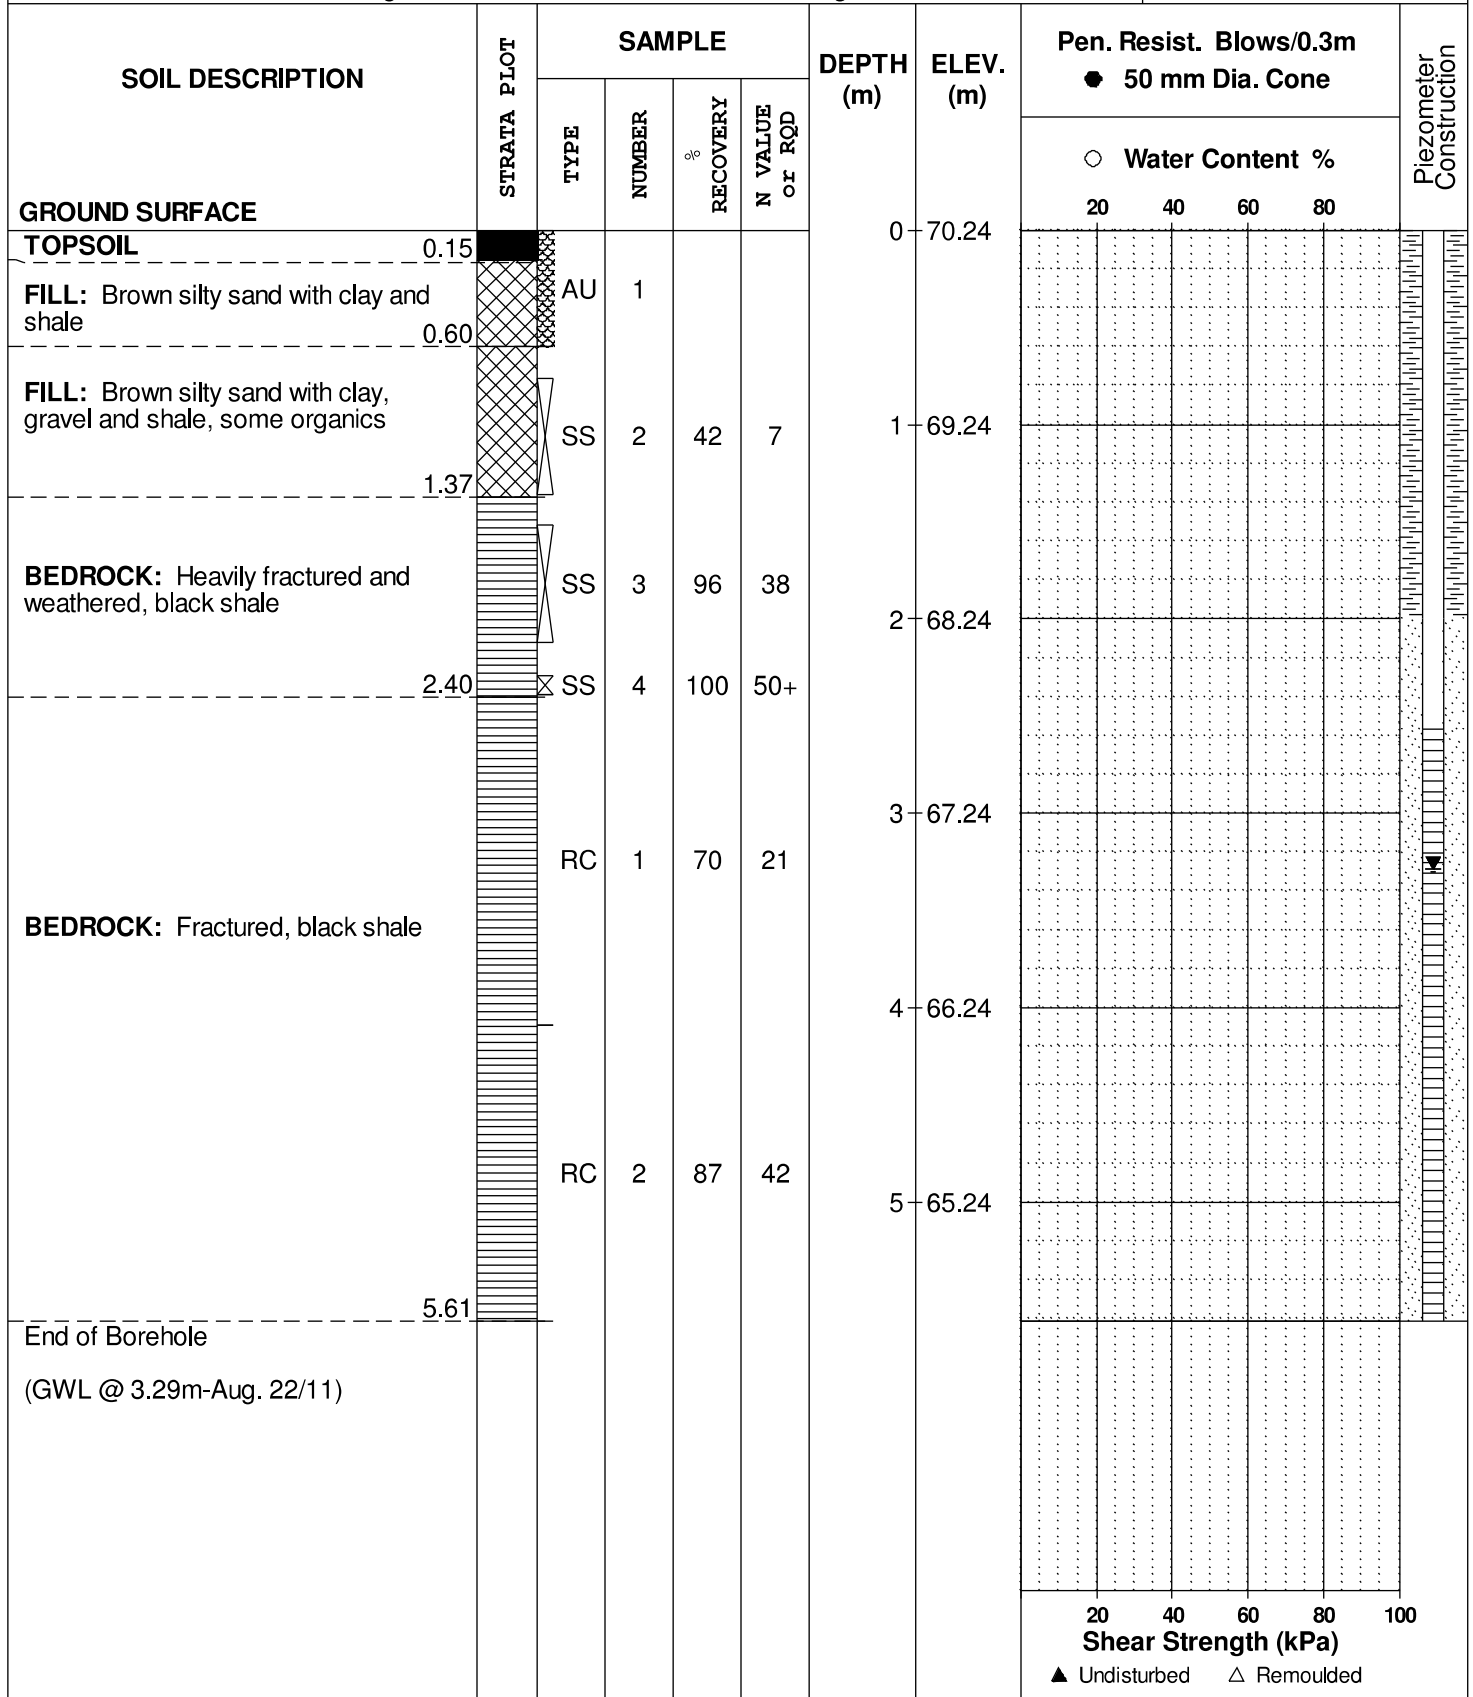 SOIL DESCRIPTION
STRATA PLOT
SAMPLE
TYPE
NUMBER
% RECOVERY
N VALUE or RQD
DEPTH (m)
ELEV. (m)
Pen. Resist. Blows/0.3m
● 50 mm Dia. Cone
○ Water Content %
Piezometer Construction
20 40 60 80
GROUND SURFACE
0 70.24
TOPSOIL 0.15
FILL: Brown silty sand with clay and
shale
0.60
AU 1
FILL: Brown silty sand with clay,
gravel and shale, some organics
1.37
SS 2 42 7
1 69.24
BEDROCK: Heavily fractured and
weathered, black shale
SS 3 96 38
2 68.24
2.40
SS 4 100 50+
3 67.24
RC 1 70 21
BEDROCK: Fractured, black shale
4 66.24
RC 2 87 42
5 65.24
5.61
End of Borehole
(GWL @ 3.29m-Aug. 22/11)
20 40 60 80 100
Shear Strength (kPa)
▲ Undisturbed △ Remoulded